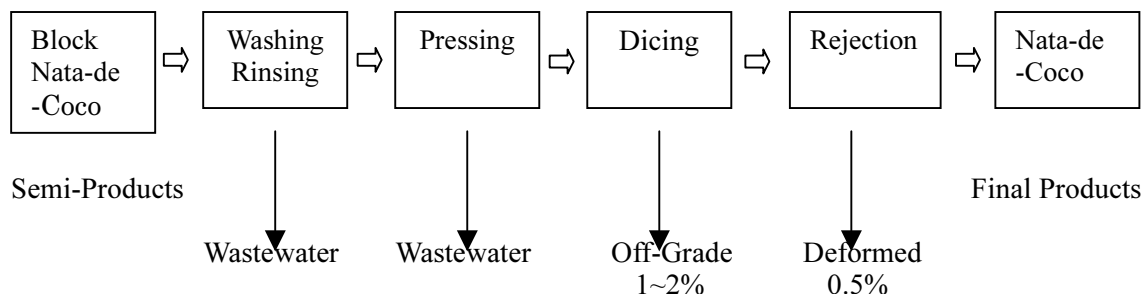 Block
Nata-de
-Coco
Washing
Rinsing
Pressing
Dicing
Rejection
Nata-de
-Coco
Semi-Products
Final Products
Wastewater
Wastewater
Off-Grade
1~2%
Deformed
0.5%